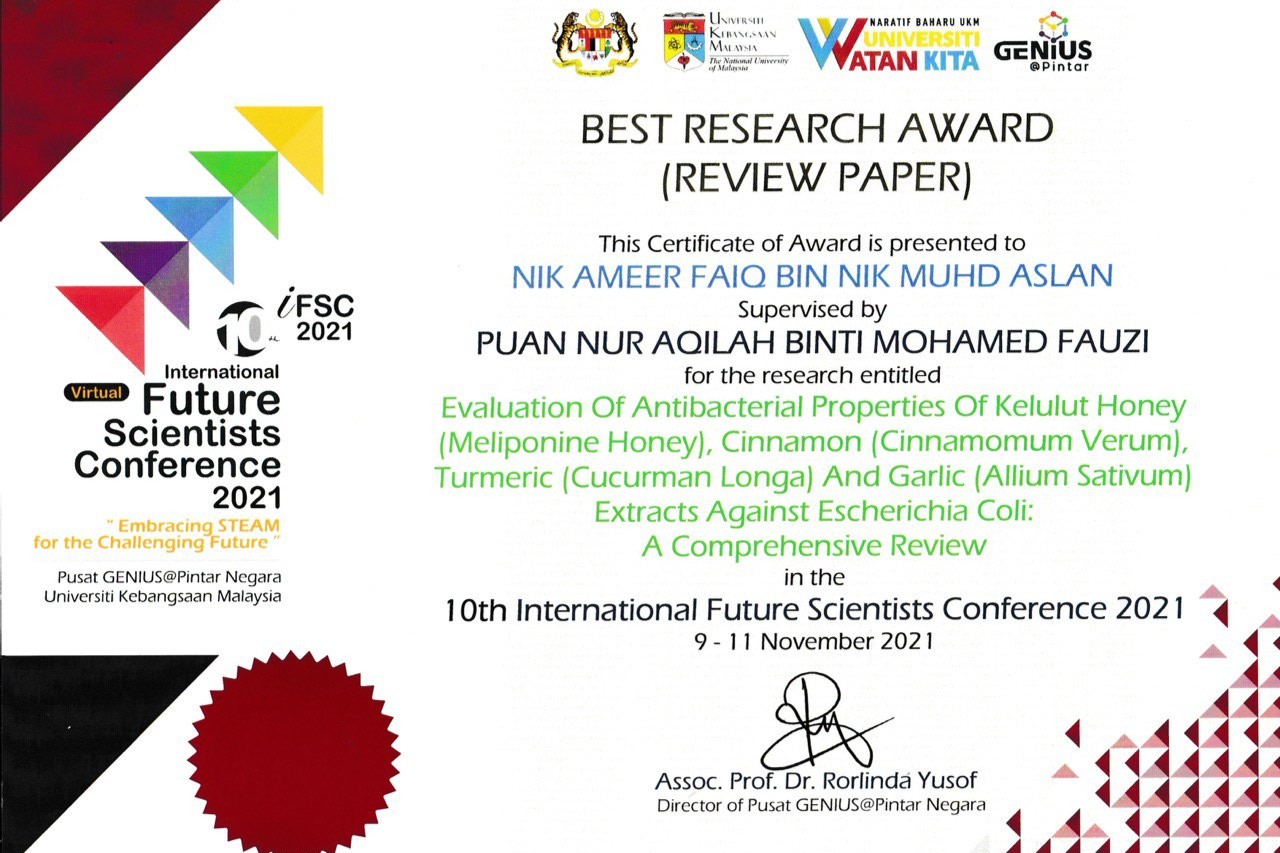 UNIVERSITI
KEBANGSAAN
MALAYSIA
The National University
of Malaysia
NARATIF BAHARU UKM
UNIVERSITI
WATAN KITA
GENIUS
@Pintar
BEST RESEARCH AWARD
(REVIEW PAPER)
This Certificate of Award is presented to
NIK AMEER FAIQ BIN NIK MUHD ASLAN
Supervised by
PUAN NUR AQILAH BINTI MOHAMED FAUZI
for the research entitled
Evaluation Of Antibacterial Properties Of Kelulut Honey
(Meliponine Honey), Cinnamon (Cinnamomum Verum),
Turmeric (Cucurman Longa) And Garlic (Allium Sativum)
Extracts Against Escherichia Coli:
A Comprehensive Review
in the
10th International Future Scientists Conference 2021
9 - 11 November 2021
Assoc. Prof. Dr. Rorlinda Yusof
Director of Pusat GENIUS@Pintar Negara
10th
iFSC
2021
International
Virtual
Future
Scientists
Conference
2021
" Embracing STEAM
for the Challenging Future "
Pusat GENIUS@Pintar Negara
Universiti Kebangsaan Malaysia